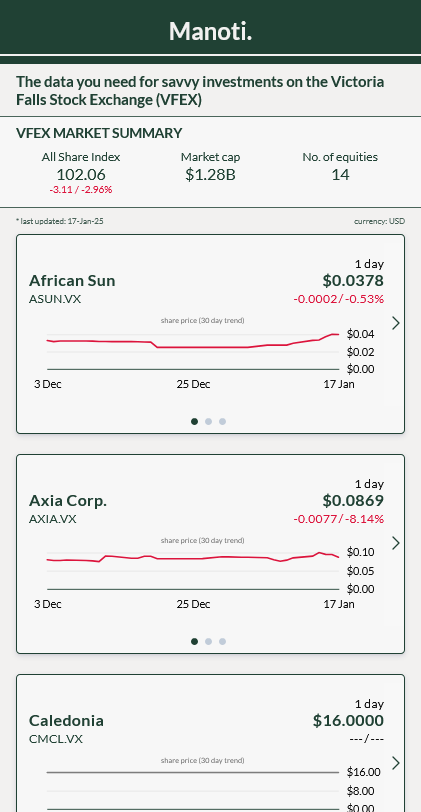 Manoti.
The data you need for savvy investments on the Victoria
Falls Stock Exchange (VFEX)
VFEX MARKET SUMMARY
All Share Index
102.06
-3.11 / -2.96%
Market cap
$1.28B
No. of equities
14
* last updated: 17-Jan-25
currency: USD
1 day
African Sun
$0.0378
ASUN.VX
-0.0002/-0.53%
share price (30 day trend)
$0.04
$0.02
$0.00
3 Dec
25 Dec
17 Jan
1 day
Axia Corp.
$0.0869
AXIA.VX
-0.0077/-8.14%
share price (30 day trend)
$0.10
$0.05
$0.00
3 Dec
25 Dec
17 Jan
1 day
Caledonia
$16.0000
CMCL.VX
---/---
share price (30 day trend)
$16.00
$8.00
$0.00